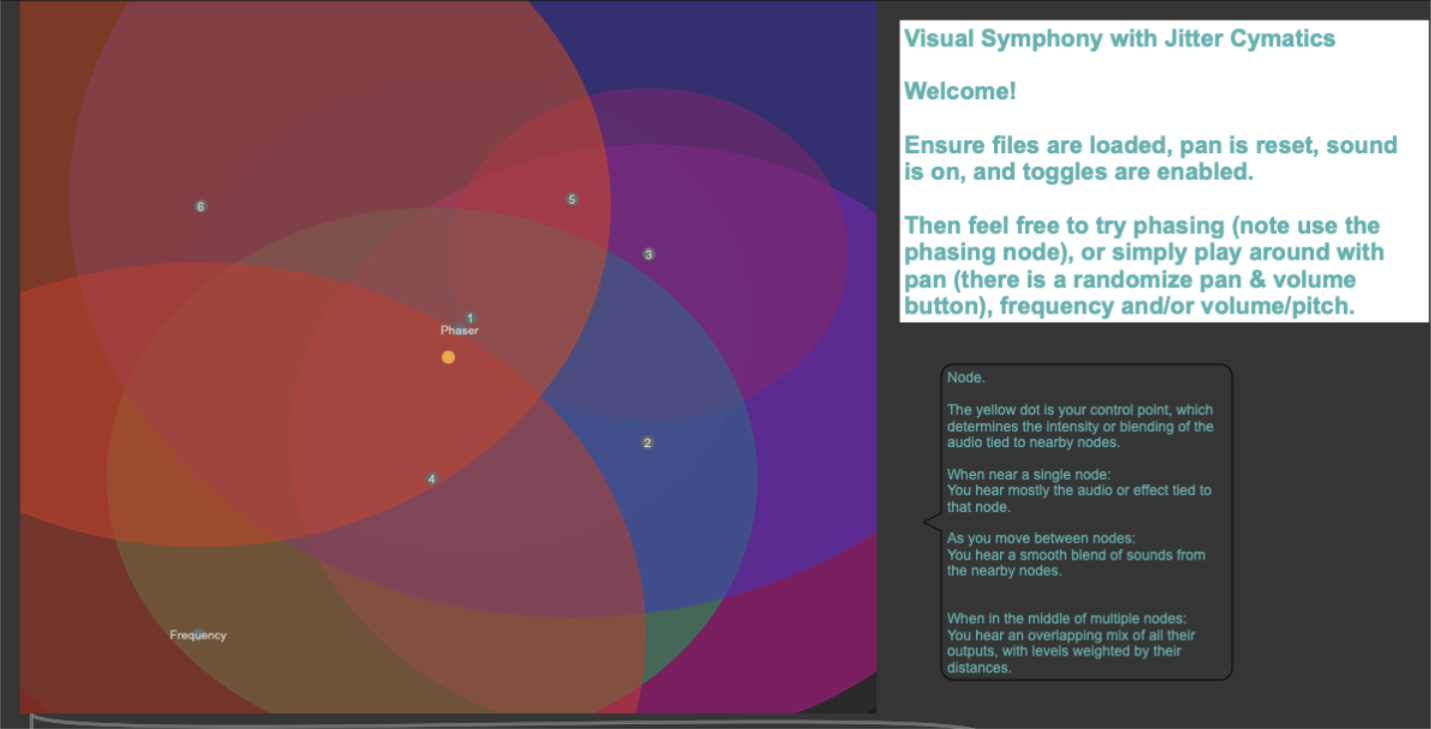 Visual Symphony with Jitter Cymatics
Welcome!
Ensure files are loaded, pan is reset, sound
is on, and toggles are enabled.
Then feel free to try phasing (note use the
phasing node), or simply play around with
pan (there is a randomize pan & volume
button), frequency and/or volume/pitch.
6
5
3
1
Phaser
2
4
Frequency
Node.
The yellow dot is your control point, which
determines the intensity or blending of the
audio tied to nearby nodes.
When near a single node:
You hear mostly the audio or effect tied to
that node.
As you move between nodes:
You hear a smooth blend of sounds from
the nearby nodes.
When in the middle of multiple nodes:
You hear an overlapping mix of all their
outputs, with levels weighted by their
distances.